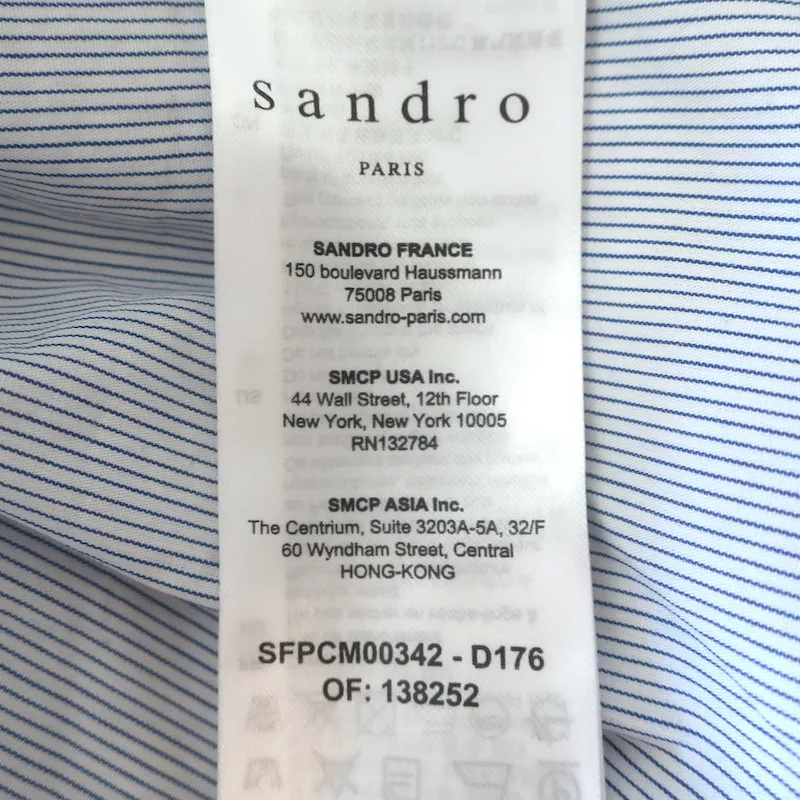 sandro
PARIS
SANDRO FRANCE
150 boulevard Haussmann
75008 Paris
www.sandro-paris.com
SMCP USA Inc.
44 Wall Street, 12th Floor
New York, New York 10005
RN132784
SMCP ASIA Inc.
The Centrium, Suite 3203A-5A, 32/F
60 Wyndham Street, Central
HONG-KONG
SFPCM00342 - D176
OF: 138252